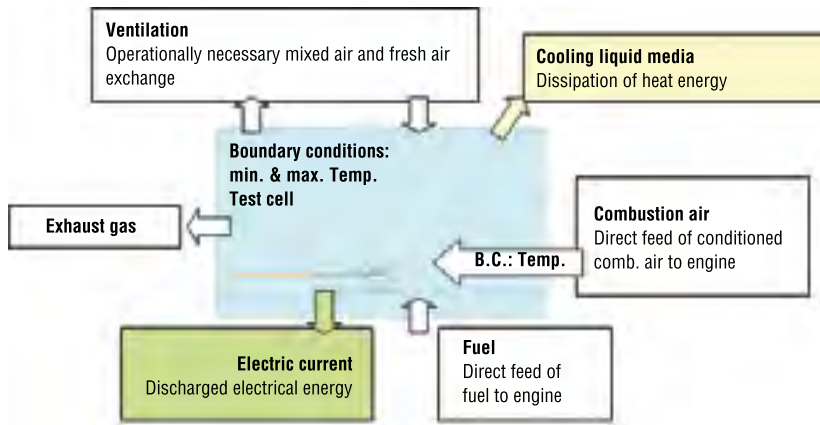 Ventilation
Operationally necessary mixed air and fresh air
exchange
Cooling liquid media
Dissipation of heat energy
Boundary conditions:
min. & max. Temp.
Test cell
Exhaust gas
B.C.: Temp.
Combustion air
Direct feed of conditioned
comb. air to engine
Electric current
Discharged electrical energy
Fuel
Direct feed of
fuel to engine